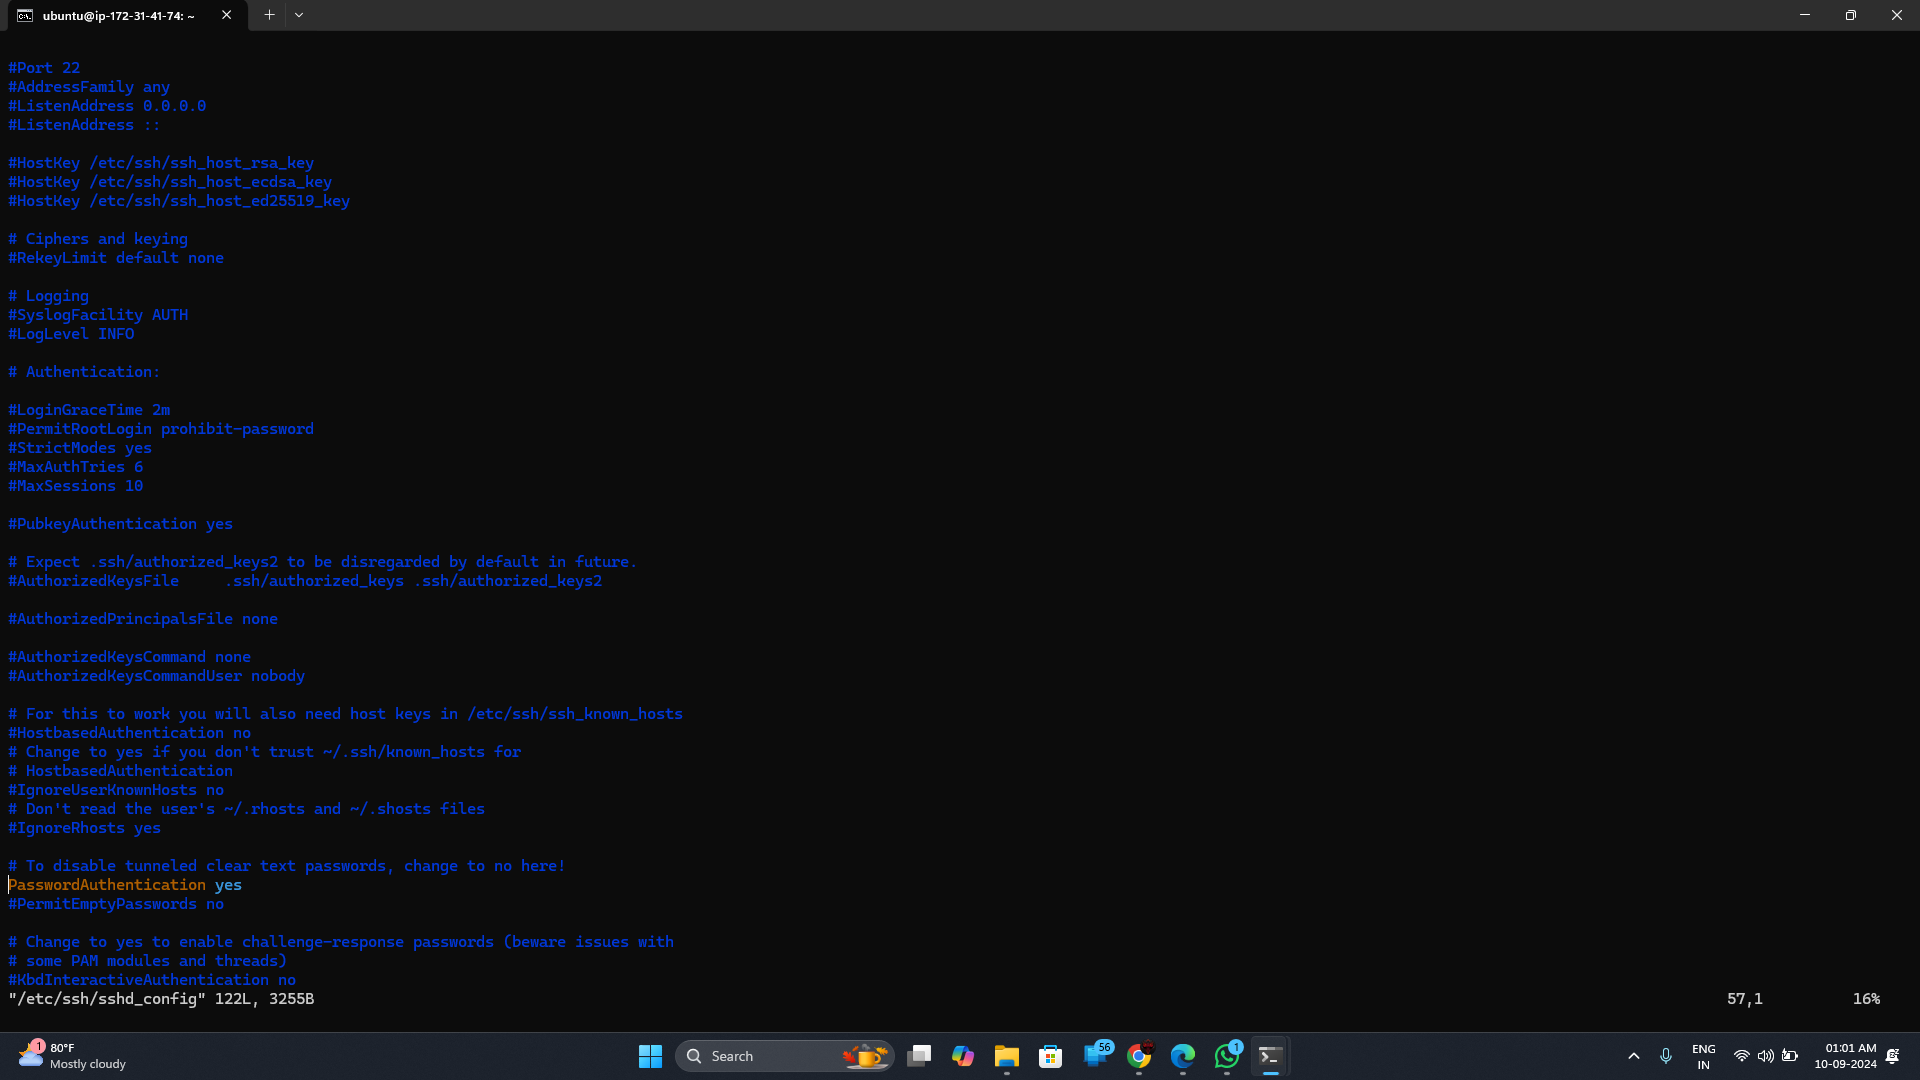 ubuntu@ip-172-31-41-74: ~
#Port 22
#AddressFamily any
#ListenAddress 0.0.0.0
#ListenAddress ::
#HostKey /etc/ssh/ssh_host_rsa_key
#HostKey /etc/ssh/ssh_host_ecdsa_key
#HostKey /etc/ssh/ssh_host_ed25519_key
# Ciphers and keying
#RekeyLimit default none
# Logging
#SyslogFacility AUTH
#LogLevel INFO
# Authentication:
#LoginGraceTime 2m
#PermitRootLogin prohibit-password
#StrictModes yes
#MaxAuthTries 6
#MaxSessions 10
#PubkeyAuthentication yes
# Expect .ssh/authorized_keys2 to be disregarded by default in future.
#AuthorizedKeysFile     .ssh/authorized_keys .ssh/authorized_keys2
#AuthorizedPrincipalsFile none
#AuthorizedKeysCommand none
#AuthorizedKeysCommandUser nobody
# For this to work you will also need host keys in /etc/ssh/ssh_known_hosts
#HostbasedAuthentication no
# Change to yes if you don't trust ~/.ssh/known_hosts for
# HostbasedAuthentication
#IgnoreUserKnownHosts no
# Don't read the user's ~/.rhosts and ~/.shosts files
#IgnoreRhosts yes
# To disable tunneled clear text passwords, change to no here!
PasswordAuthentication yes
#PermitEmptyPasswords no
# Change to yes to enable challenge-response passwords (beware issues with
# some PAM modules and threads)
#KbdInteractiveAuthentication no
"/etc/ssh/sshd_config" 122L, 3255B 57,1 16%
1
80°F
Mostly cloudy
Search
56
1
ENG
IN
01:01 AM
10-09-2024